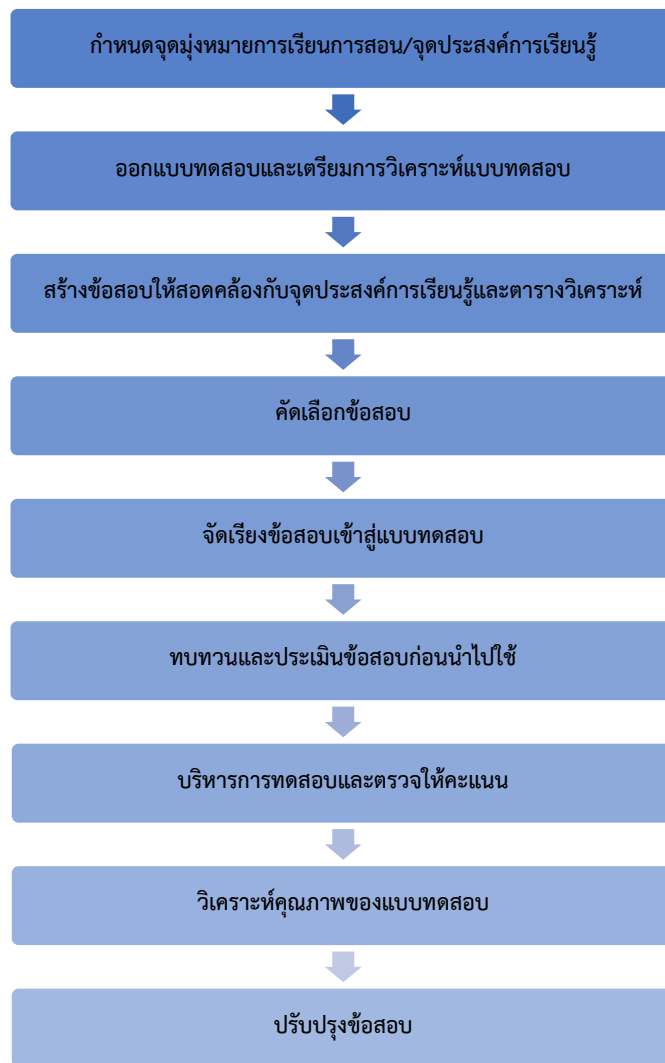 กำหนดจุดมุ่งหมายการเรียนการสอน/จุดประสงค์การเรียนรู้
ออกแบบทดสอบและเตรียมการวิเคราะห์แบบทดสอบ
สร้างข้อสอบให้สอดคล้องกับจุดประสงค์การเรียนรู้และตารางวิเคราะห์
คัดเลือกข้อสอบ
จัดเรียงข้อสอบเข้าสู่แบบทดสอบ
ทบทวนและประเมินข้อสอบก่อนนำไปใช้
บริหารการทดสอบและตรวจให้คะแนน
วิเคราะห์คุณภาพของแบบทดสอบ
ปรับปรุงข้อสอบ